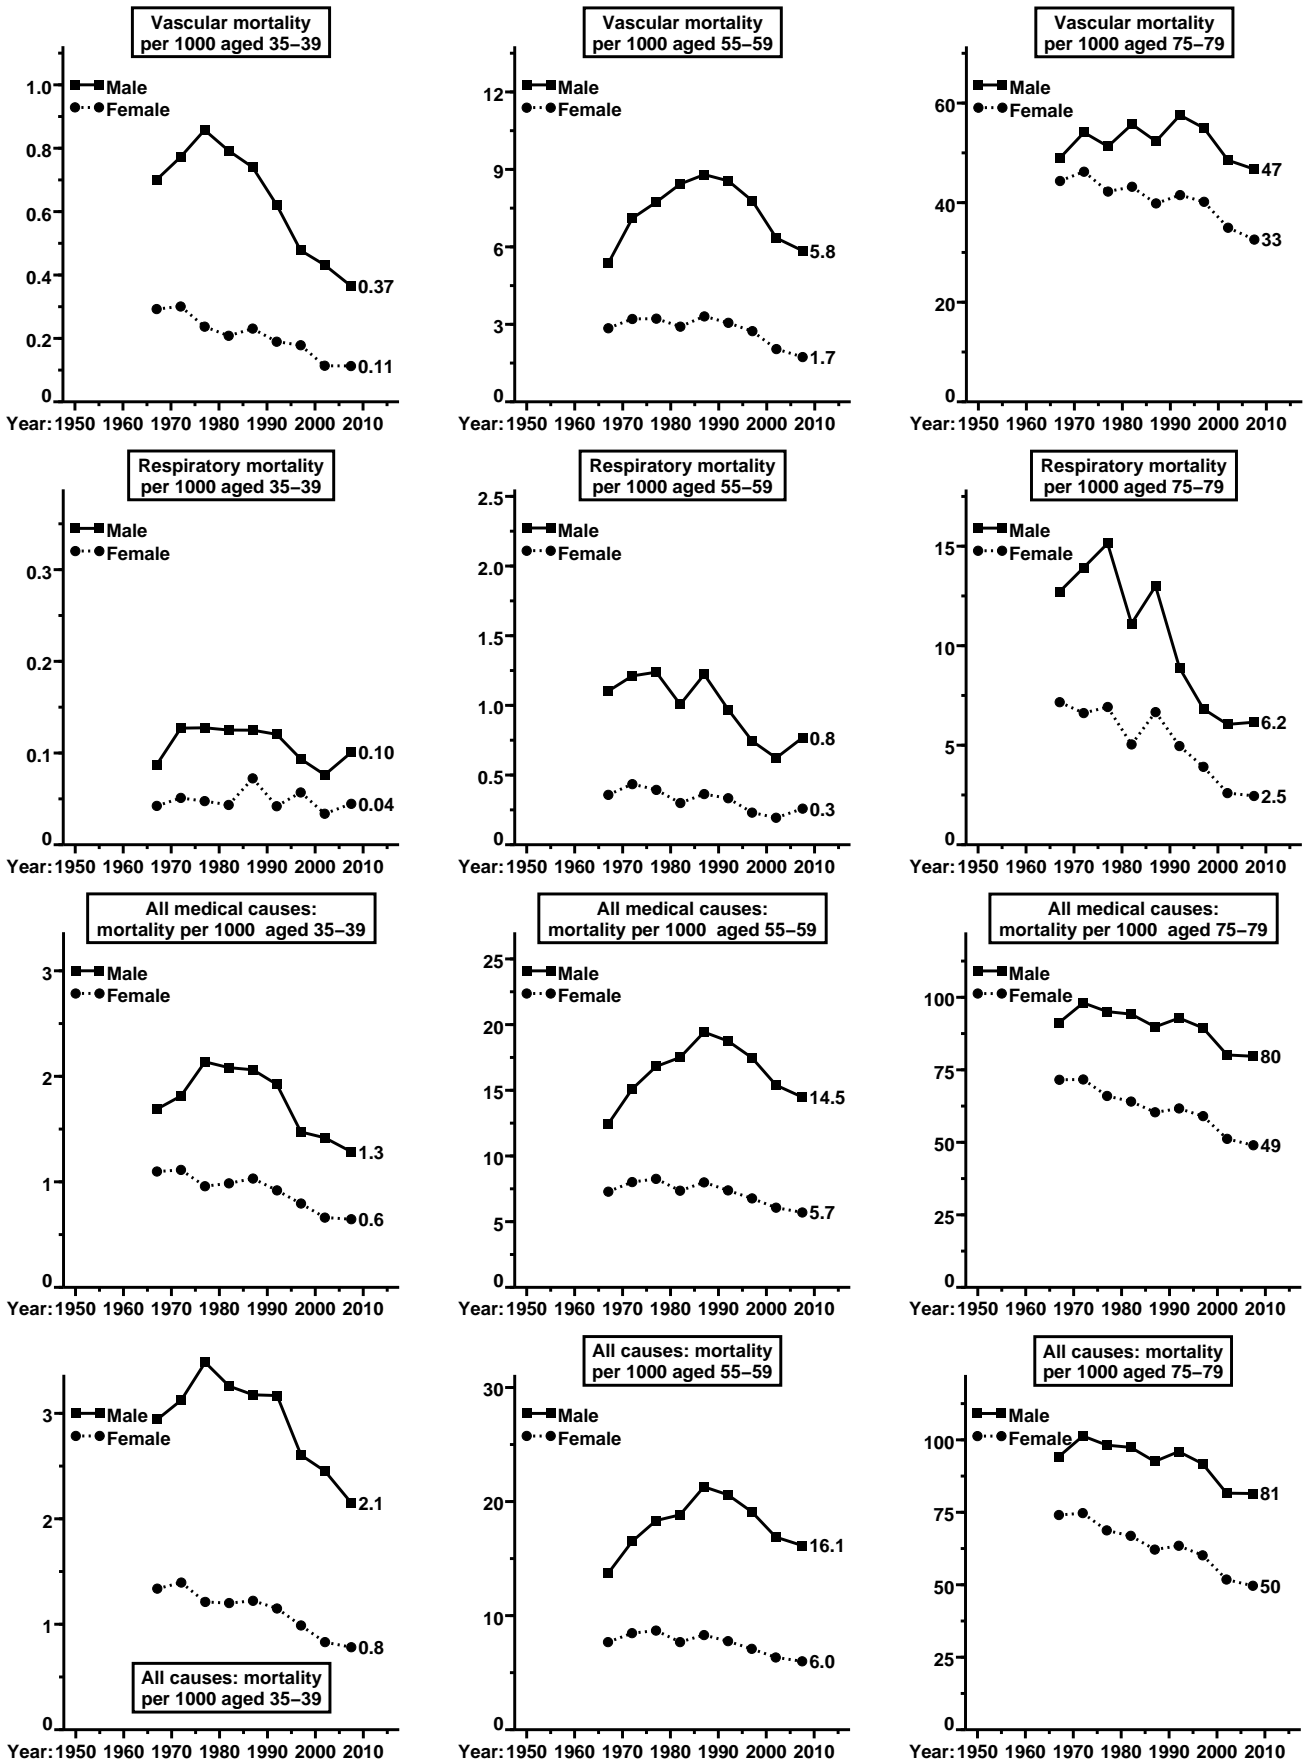 Vascular mortality
per 1000 aged 35–39
1.0
0.8
0.6
0.4
0.2
0
Male
Female
0.37
0.11
Year: 1950 1960 1970 1980 1990 2000 2010
Vascular mortality
per 1000 aged 55–59
12
9
6
3
0
Male
Female
5.8
1.7
Year: 1950 1960 1970 1980 1990 2000 2010
Vascular mortality
per 1000 aged 75–79
60
40
20
0
Male
Female
47
33
Year: 1950 1960 1970 1980 1990 2000 2010
Respiratory mortality
per 1000 aged 35–39
0.3
0.2
0.1
0
Male
Female
0.10
0.04
Year: 1950 1960 1970 1980 1990 2000 2010
Respiratory mortality
per 1000 aged 55–59
2.5
2.0
1.5
1.0
0.5
0
Male
Female
0.8
0.3
Year: 1950 1960 1970 1980 1990 2000 2010
Respiratory mortality
per 1000 aged 75–79
15
10
5
0
Male
Female
6.2
2.5
Year: 1950 1960 1970 1980 1990 2000 2010
All medical causes:
mortality per 1000 aged 35–39
3
2
1
0
Male
Female
1.3
0.6
Year: 1950 1960 1970 1980 1990 2000 2010
All medical causes:
mortality per 1000 aged 55–59
25
20
15
10
5
0
Male
Female
14.5
5.7
Year: 1950 1960 1970 1980 1990 2000 2010
All medical causes:
mortality per 1000 aged 75–79
100
75
50
25
0
Male
Female
80
49
Year: 1950 1960 1970 1980 1990 2000 2010
3
2
1
0
Male
Female
2.1
0.8
All causes: mortality
per 1000 aged 35–39
Year: 1950 1960 1970 1980 1990 2000 2010
All causes: mortality
per 1000 aged 55–59
30
20
10
0
Male
Female
16.1
6.0
Year: 1950 1960 1970 1980 1990 2000 2010
All causes: mortality
per 1000 aged 75–79
100
75
50
25
0
Male
Female
81
50
Year: 1950 1960 1970 1980 1990 2000 2010